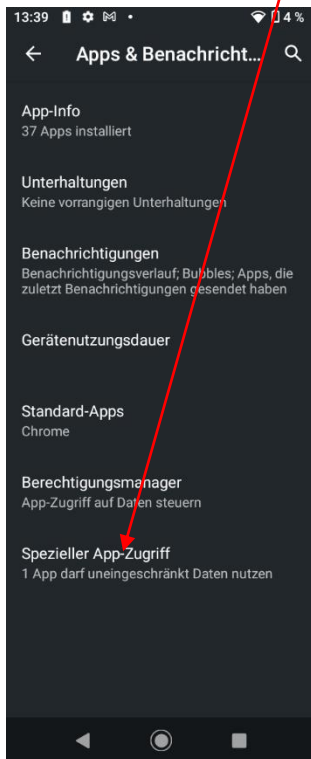 13:39 4 %
Apps & Benachricht...
App-Info
37 Apps installiert
Unterhaltungen
Keine vorrangigen Unterhaltungen
Benachrichtigungen
Benachrichtigungsverlauf; Bubbles; Apps, die
zuletzt Benachrichtigungen gesendet haben
Gerätenutzungsdauer
Standard-Apps
Chrome
Berechtigungsmanager
App-Zugriff auf Daten steuern
Spezieller App-Zugriff
1 App darf uneingeschränkt Daten nutzen